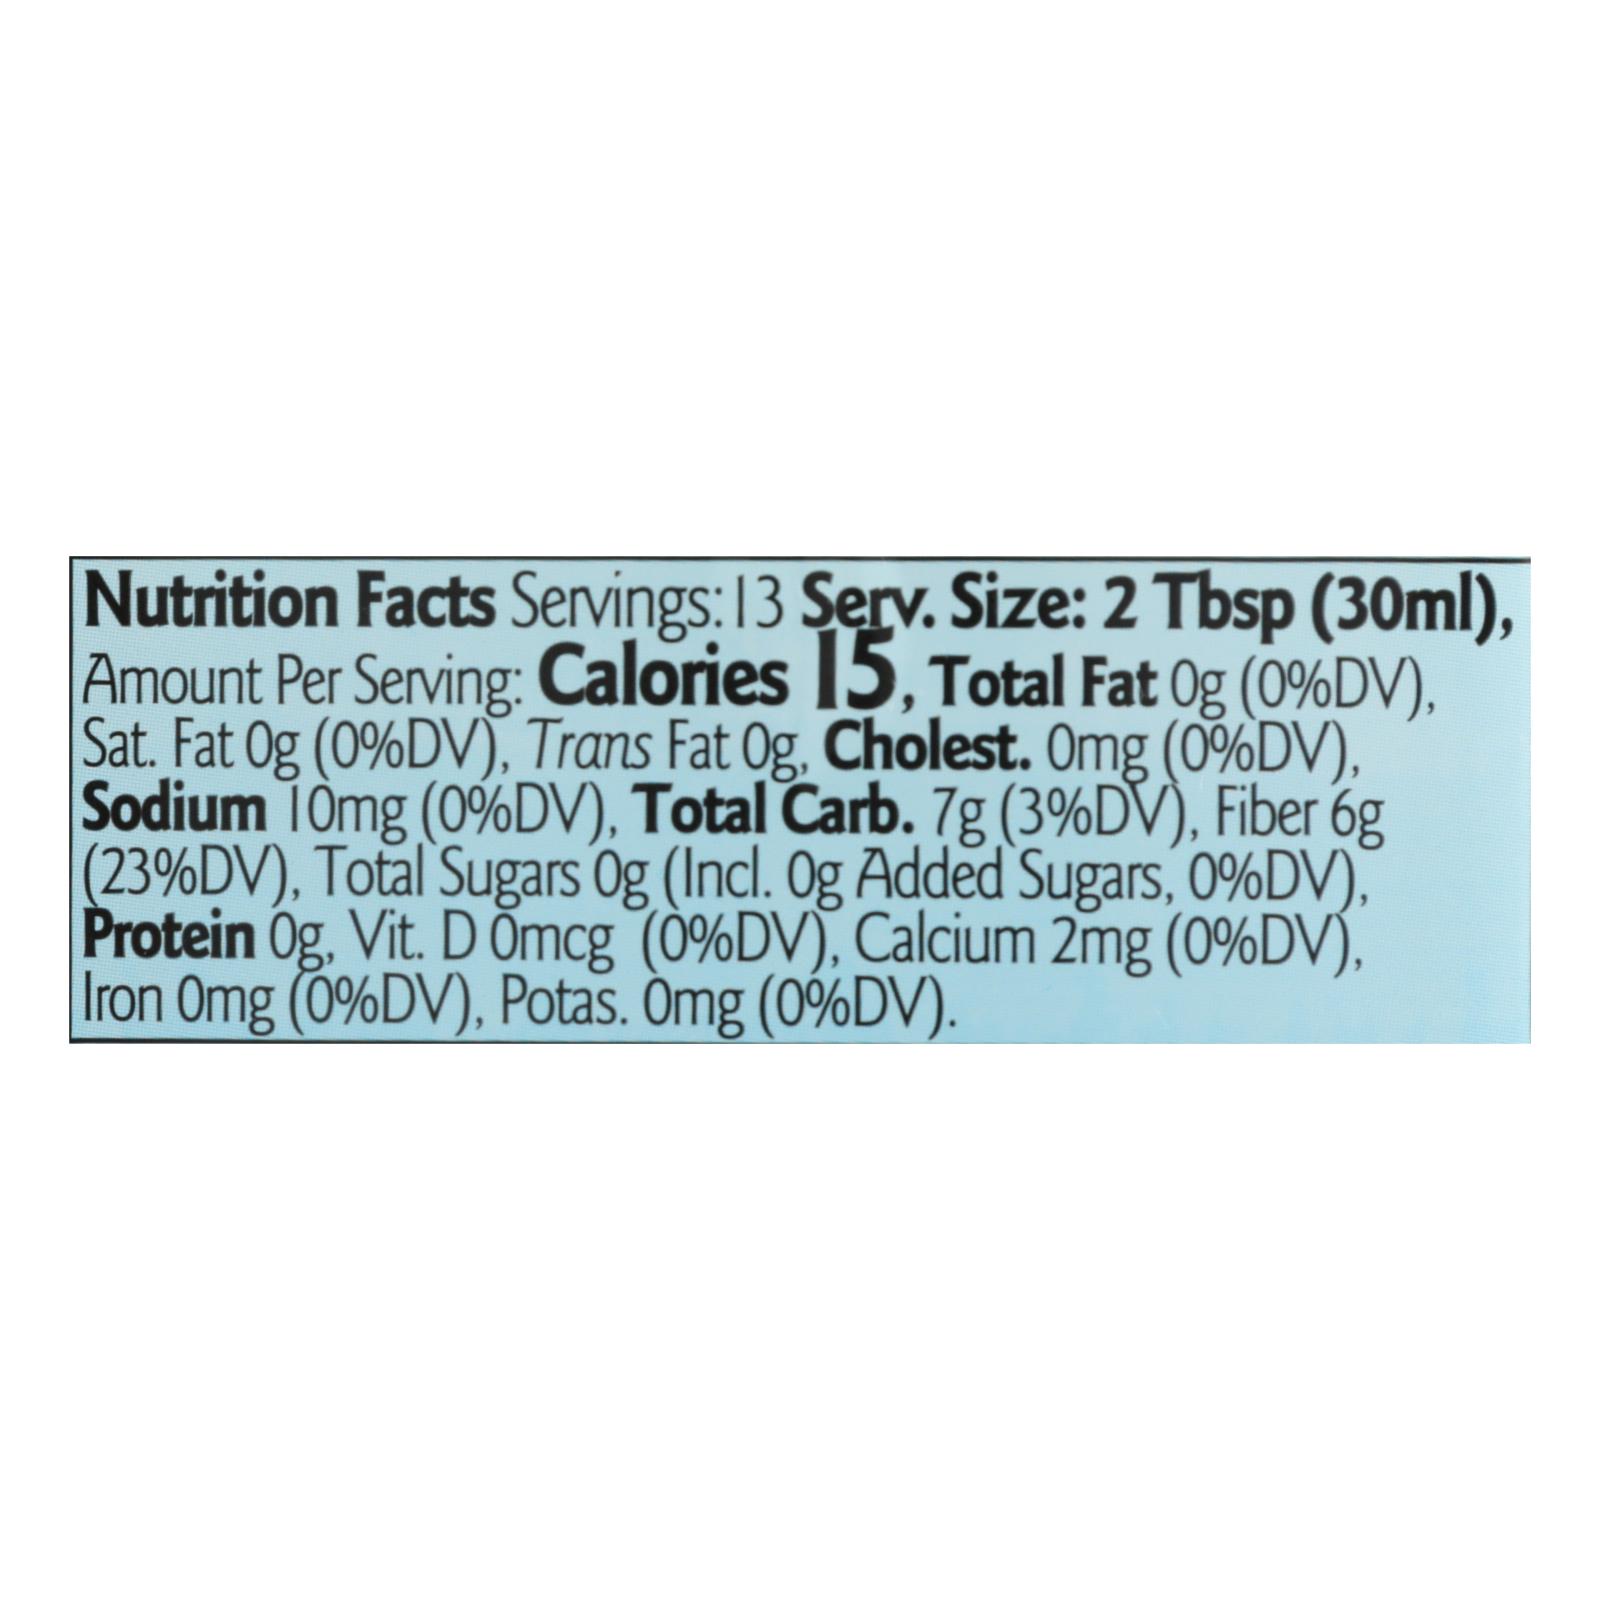 Nutrition Facts Servings: 13 Serv. Size: 2 Tbsp (30ml),
Amount Per Serving: Calories 15, Total Fat 0g (0%DV),
Sat. Fat 0g (0%DV), Trans Fat 0g, Cholest. 0mg (0%DV),
Sodium 10mg (0%DV), Total Carb. 7g (3%DV), Fiber 6g
(23%DV), Total Sugars 0g (Incl. 0g Added Sugars, 0%DV),
Protein 0g, Vit. D 0mcg (0%DV), Calcium 2mg (0%DV),
Iron 0mg (0%DV), Potas. 0mg (0%DV).